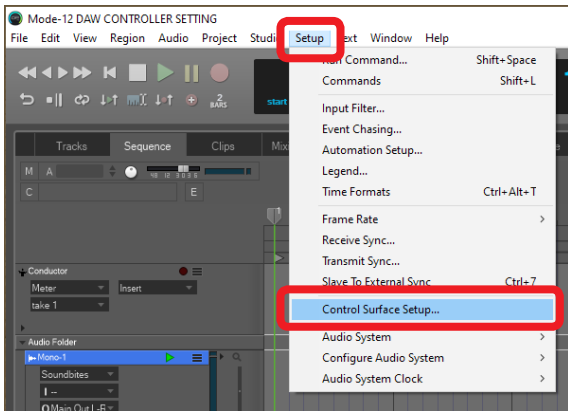 Mode-12 DAW CONTROLLER SETTING
File Edit View Region Audio Project Studi Setup ext Window Help
Run Command... Shift+Space
Commands Shift+L
2 BARS
start
Input Filter...
Event Chasing...
Automation Setup...
Legend...
Time Formats Ctrl+Alt+T
Tracks Sequence Clips Mixi
M A
C E
Frame Rate
Receive Sync...
Transmit Sync...
Slave To External Sync Ctrl+7
Control Surface Setup...
Audio System
Configure Audio System
Audio System Clock
Conductor
Meter Insert
take 1
Audio Folder
Mono-1
Soundbites
1 --
Main Out L-R